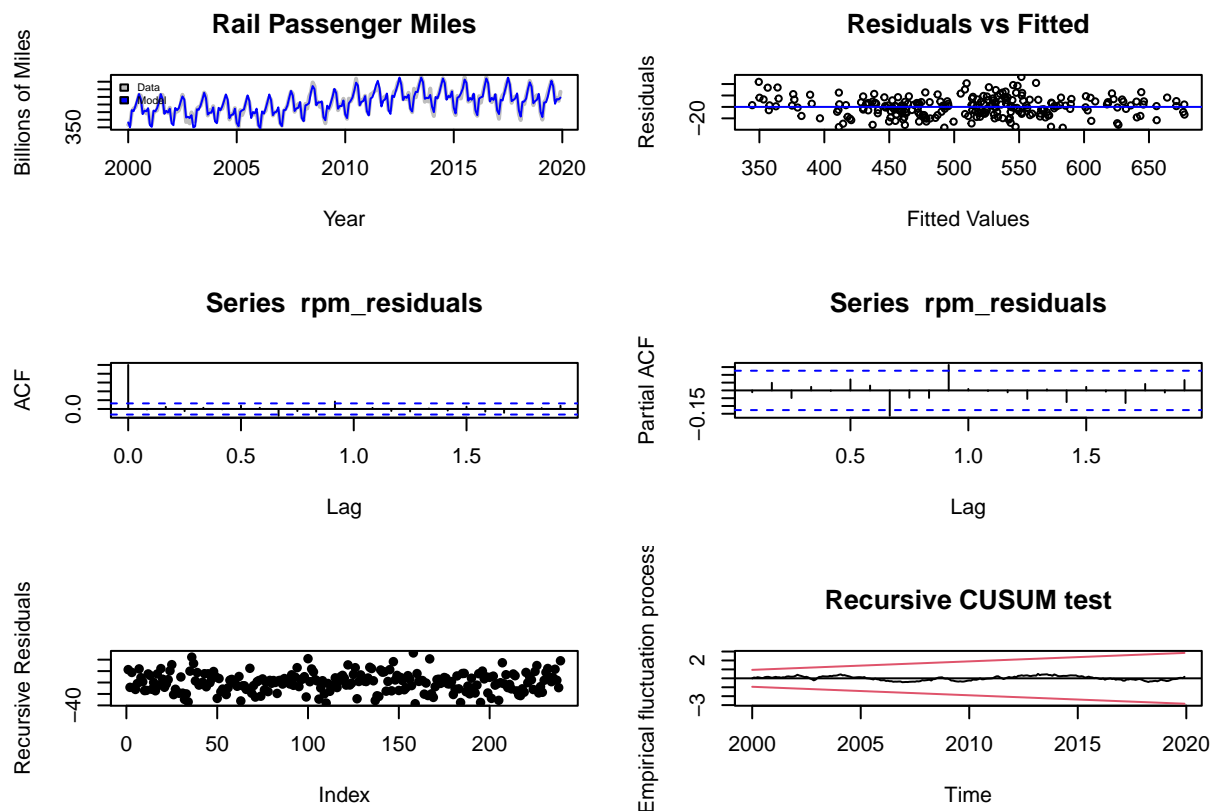 Rail Passenger Miles
Billions of Miles
350
Data
Model
2000 2005 2010 2015 2020
Year
Residuals vs Fitted
Residuals
−20
350 400 450 500 550 600 650
Fitted Values
Series rpm_residuals
ACF
0.0
0.0 0.5 1.0 1.5
Lag
Series rpm_residuals
Partial ACF
−0.15
0.5 1.0 1.5
Lag
Recursive Residuals
−40
0 50 100 150 200
Index
Recursive CUSUM test
Empirical fluctuation process
2
−3
2000 2005 2010 2015 2020
Time